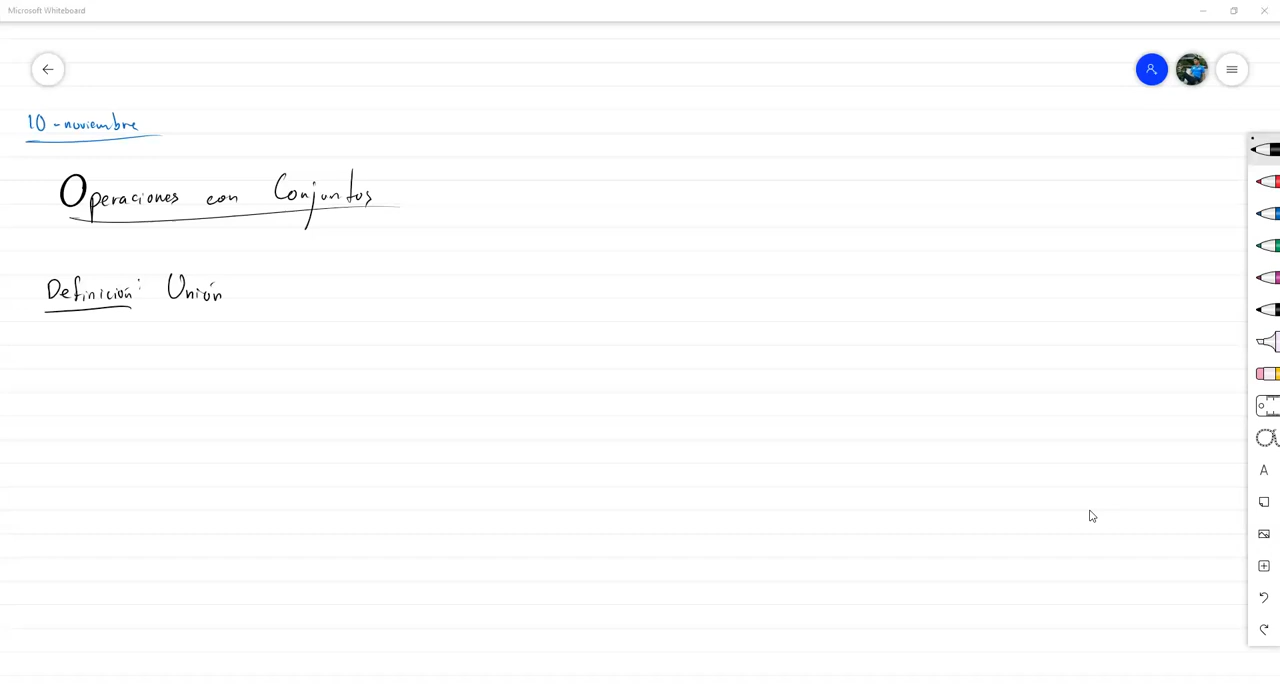 Microsoft Whiteboard
10-noviembre
Operaciones con Conjuntos
Definición: Unión
A